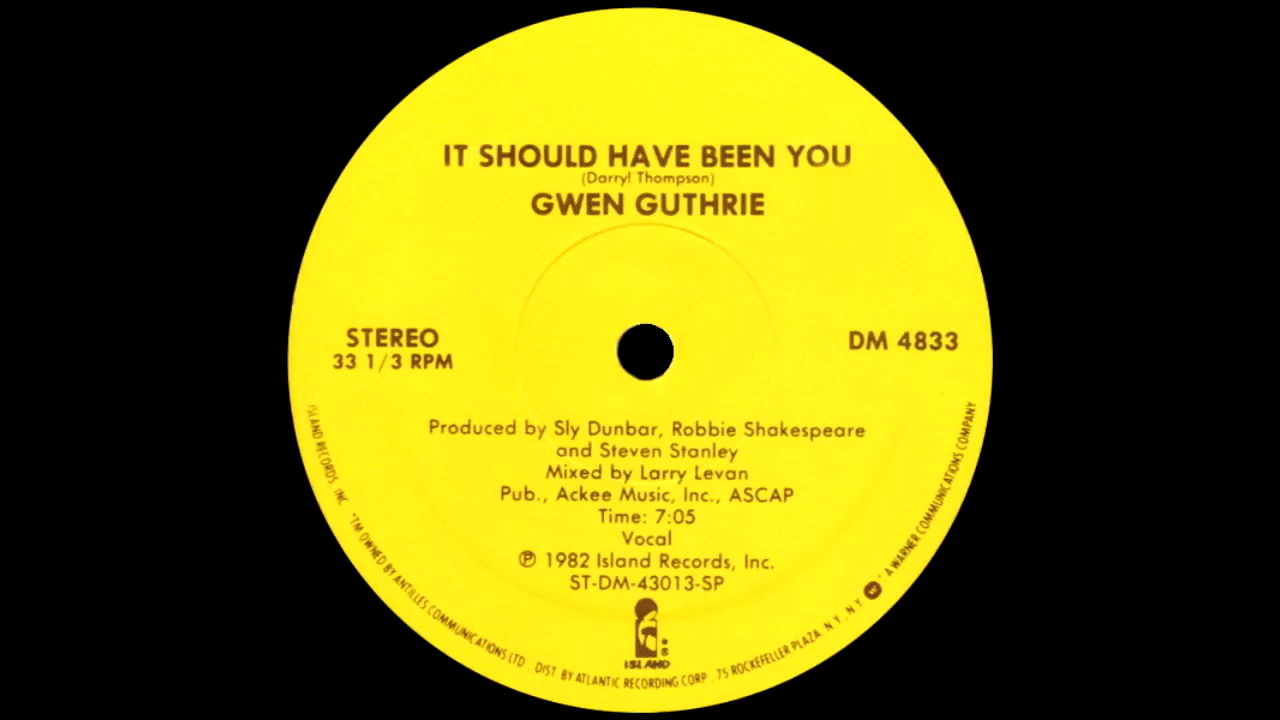 IT SHOULD HAVE BEEN YOU
(Darryl Thompson)
GWEN GUTHRIE
STEREO
33 1/3 RPM
DM 4833
Produced by Sly Dunbar, Robbie Shakespeare
and Steven Stanley
Mixed by Larry Levan
Pub., Ackee Music, Inc., ASCAP
Time: 7:05
Vocal
Ⓟ 1982 Island Records, Inc.
ST-DM-43013-SP
ISLAND
ISLAND RECORDS, INC. "TM OWNED BY ANTILLES COMMUNICATIONS LTD. DIST. BY ATLANTIC RECORDING CORP. 75 ROCKEFELLER PLAZA, N.Y., N.Y. " A WARNER COMMUNICATIONS COMPANY